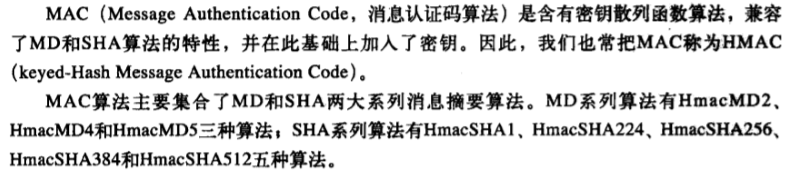 MAC（Message Authentication Code，消息认证码算法）是含有密钥散列函数算法，兼容
了MD和SHA算法的特性，并在此基础上加入了密钥。因此，我们也常把MAC称为HMAC
（keyed-Hash Message Authentication Code）。
MAC算法主要集合了MD和SHA两大系列消息摘要算法。MD系列算法有HmacMD2、
HmacMD4和HmacMD5三种算法；SHA系列算法有HmacSHA1、HmacSHA224、HmacSHA256、
HmacSHA384和HmacSHA512五种算法。